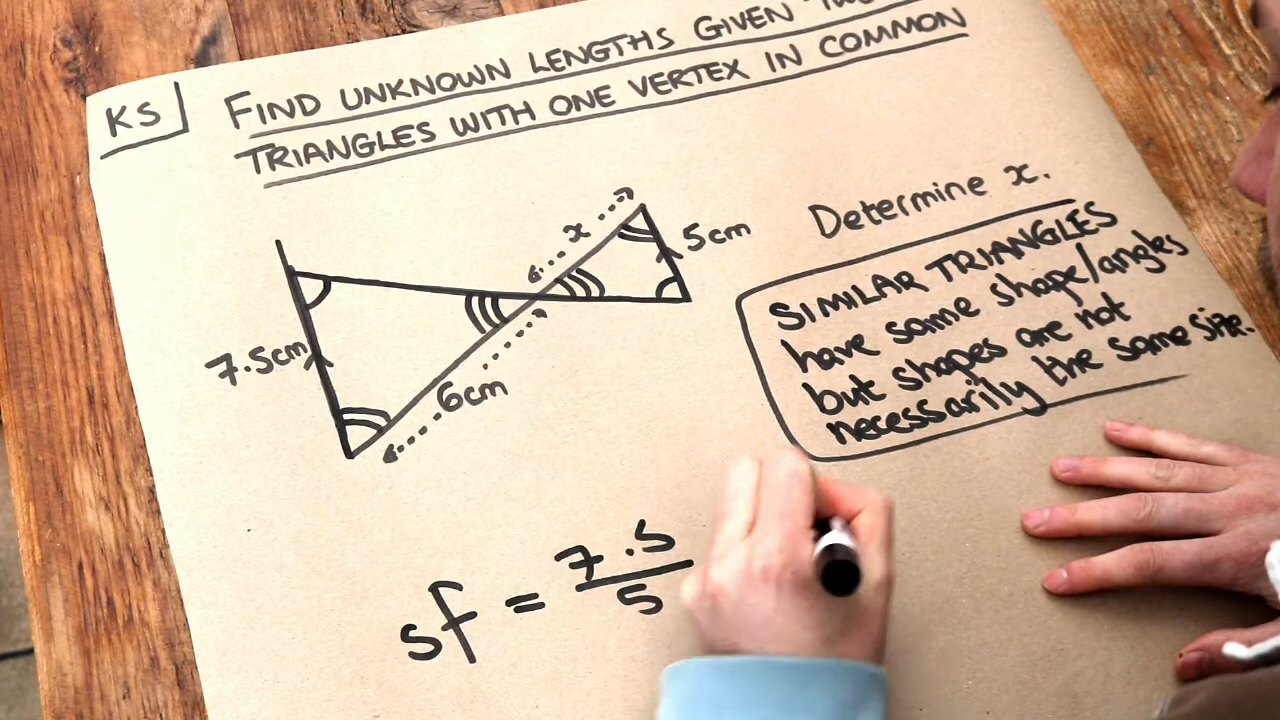 KS
FIND UNKNOWN LENGTHS GIVEN
TRIANGLES WITH ONE VERTEX IN COMMON
Determine x.
x
5cm
7.5cm
6cm
SIMILAR TRIANGLES
have same shape/angles
but shapes are not
necessarily the same size.
sf = 7.5
5